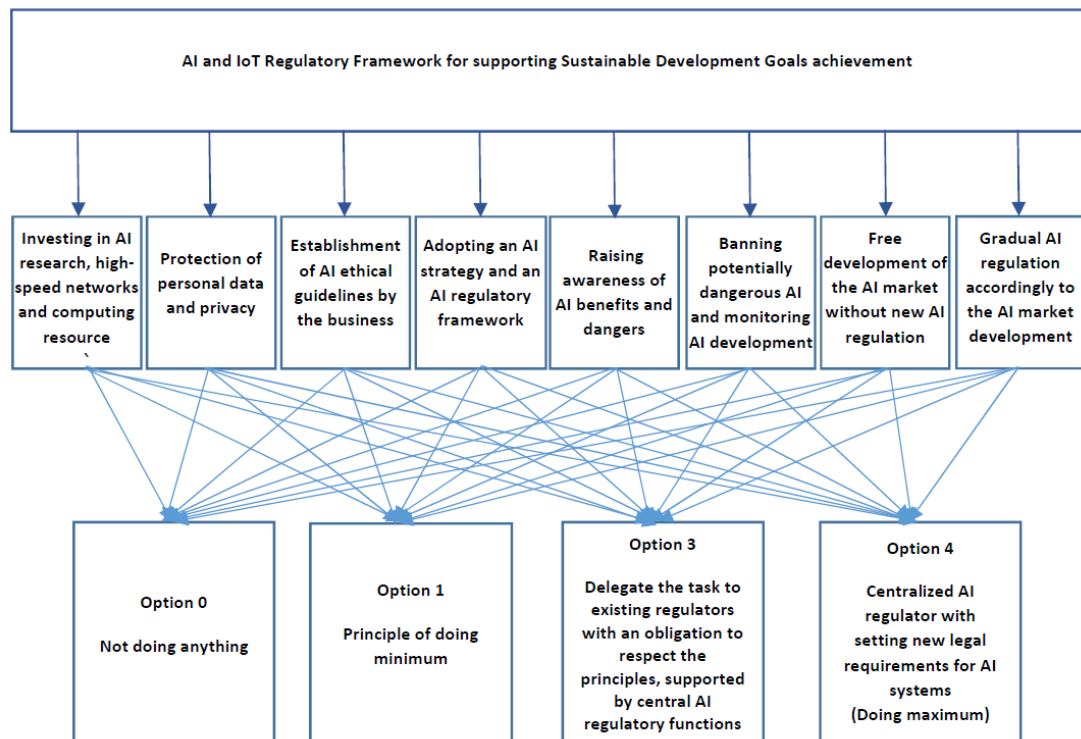 AI and IoT Regulatory Framework for supporting Sustainable Development Goals achievement
Investing in AI
research, high-
speed networks
and computing
resource
`
Protection of
personal data
and privacy
Establishment
of AI ethical
guidelines by
the business
Adopting an AI
strategy and an
AI regulatory
framework
Raising
awareness of
AI benefits and
dangers
Banning
potentially
dangerous AI
and monitoring
AI development
Free
development of
the AI market
without new AI
regulation
Gradual AI
regulation
accordingly to
the AI market
development
Option 0
Not doing anything
Option 1
Principle of doing
minimum
Option 3
Delegate the task to
existing regulators
with an obligation to
respect the
principles, supported
by central AI
regulatory functions
Option 4
Centralized AI
regulator with
setting new legal
requirements for AI
systems
(Doing maximum)